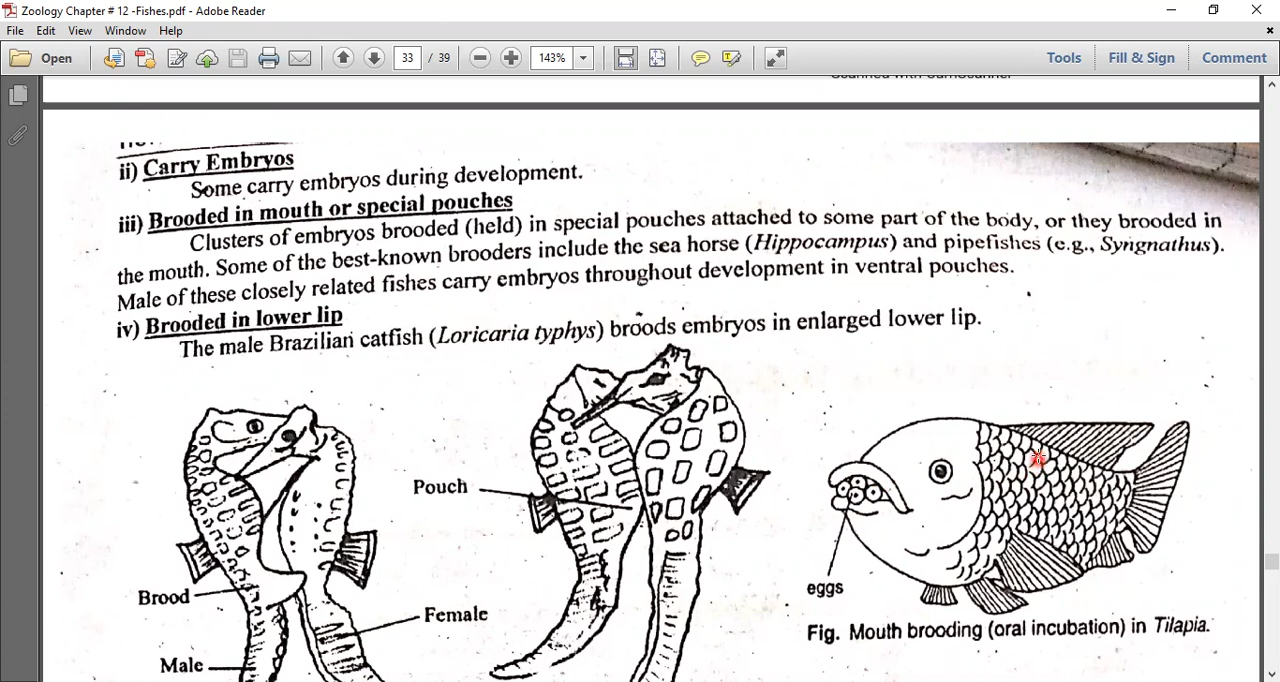 Zoology Chapter # 12 -Fishes.pdf - Adobe Reader
File Edit View Window Help
Open 33 / 39 143% Tools Fill & Sign Comment
ii) Carry Embryos
Some carry embryos during development.
iii) Brooded in mouth or special pouches
Clusters of embryos brooded (held) in special pouches attached to some part of the body, or they brooded in
the mouth. Some of the best-known brooders include the sea horse (Hippocampus) and pipefishes (e.g., Syngnathus).
Male of these closely related fishes carry embryos throughout development in ventral pouches.
iv) Brooded in lower lip
The male Brazilian catfish (Loricaria typhys) broods embryos in enlarged lower lip.
Pouch
eggs
Brood
Female
Fig. Mouth brooding (oral incubation) in Tilapia.
Male